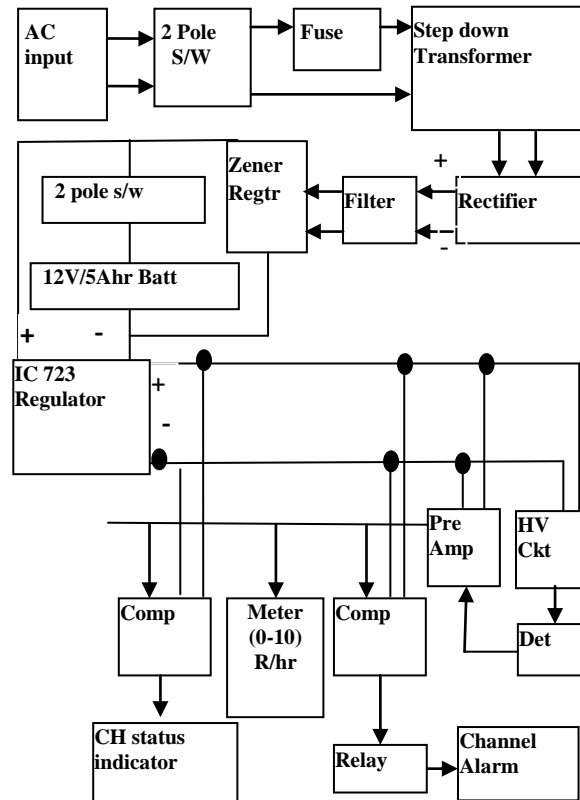 AC
input
2 Pole
S/W
Fuse
Step down
Transformer
Zener
Regtr
Filter
+
-
Rectifier
2 pole s/w
12V/5Ahr Batt
+ -
IC 723
Regulator
+
-
Pre
Amp
HV
Ckt
Comp
Meter
(0-10)
R/hr
Comp
Det
CH status
indicator
Relay
Channel
Alarm